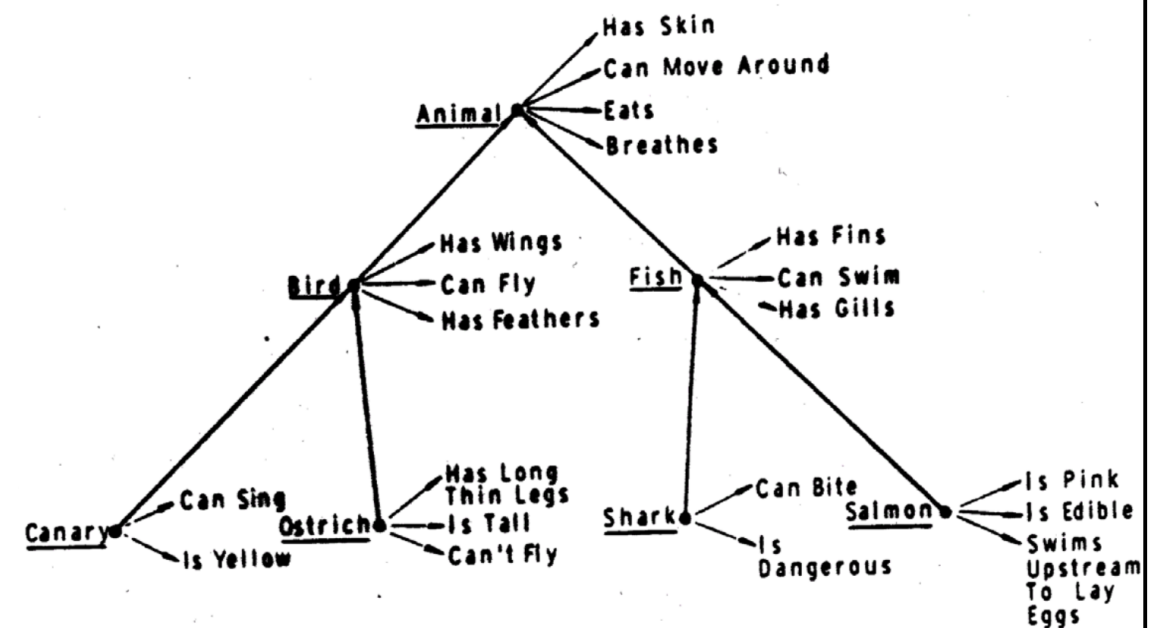 Has Skin
Can Move Around
Animal
Eats
Breathes
Has Wings
Bird
Can Fly
Has Feathers
Has Fins
Fish
Can Swim
Has Gills
Canary
Can Sing
Is Yellow
Ostrich
Has Long
Thin Legs
Is Tall
Can't Fly
Shark
Can Bite
Is
Dangerous
Salmon
Is Pink
Is Edible
Swims
Upstream
To Lay
Eggs